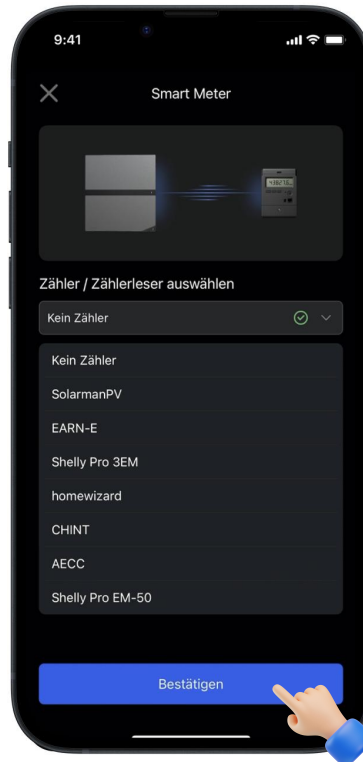 9:41
Smart Meter
Zähler / Zählerleser auswählen
Kein Zähler
Kein Zähler
SolarmanPV
EARN-E
Shelly Pro 3EM
homewizard
CHINT
AECC
Shelly Pro EM-50
Bestätigen